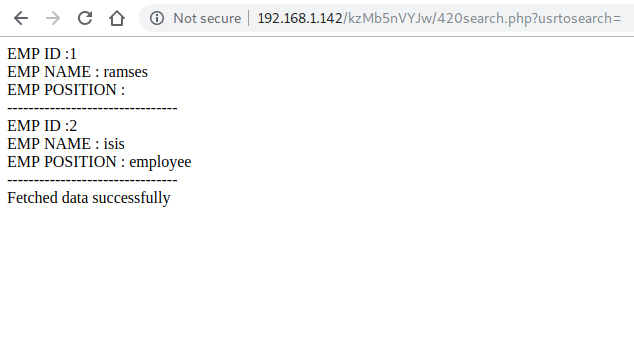 Not secure | 192.168.1.142/kzMb5nVYJw/420search.php?usrtosearch=
EMP ID :1
EMP NAME : ramses
EMP POSITION :
--------------------------------
EMP ID :2
EMP NAME : isis
EMP POSITION : employee
--------------------------------
Fetched data successfully